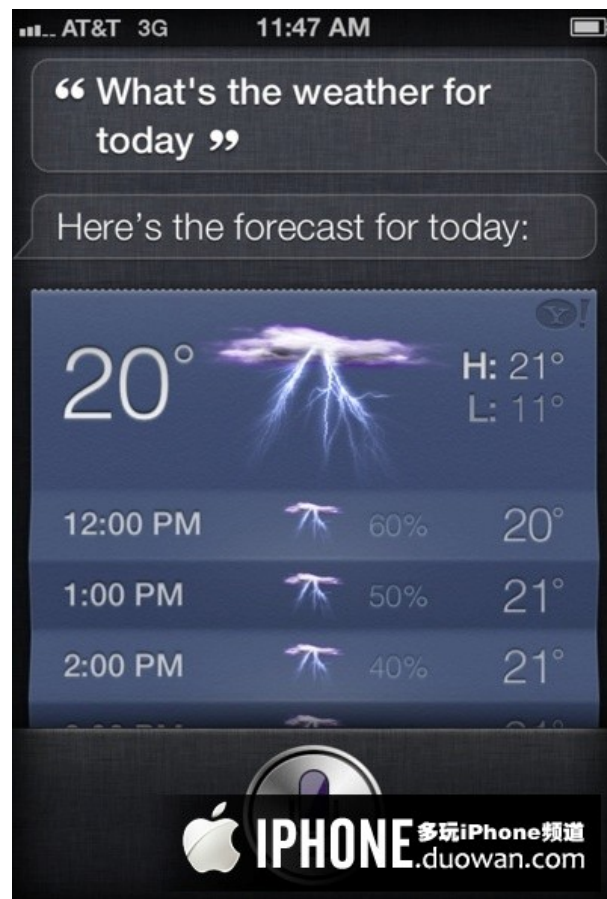 AT&T 3G 11:47 AM
“ What's the weather for
today ”
Here's the forecast for today:
Y!
20° H: 21°
L: 11°
12:00 PM 60% 20°
1:00 PM 50% 21°
2:00 PM 40% 21°
IPHONE 多玩iPhone频道
.duowan.com